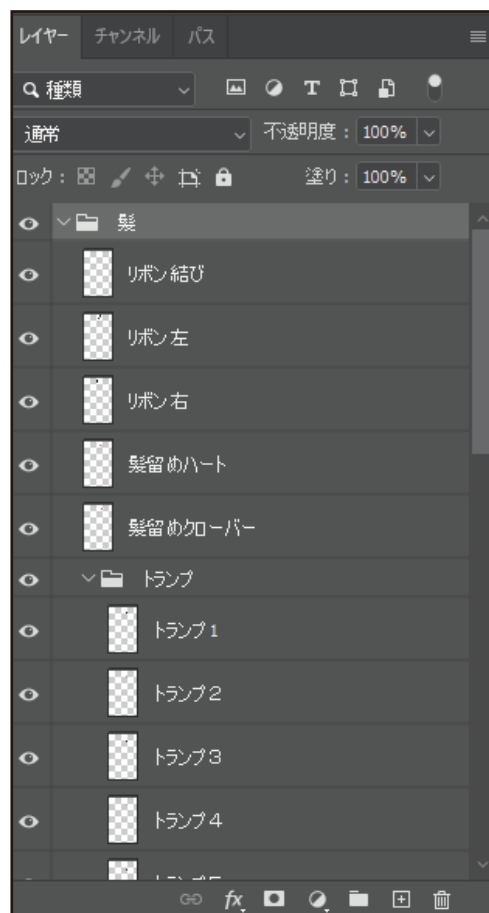 レイヤー チャンネル パス
種類 T
通常 不透明度： 100%
ロック： 塗り： 100%
髪
リボン結び
リボン左
リボン右
髪留めハート
髪留めクローバー
トランプ
トランプ1
トランプ2
トランプ3
トランプ4
fx